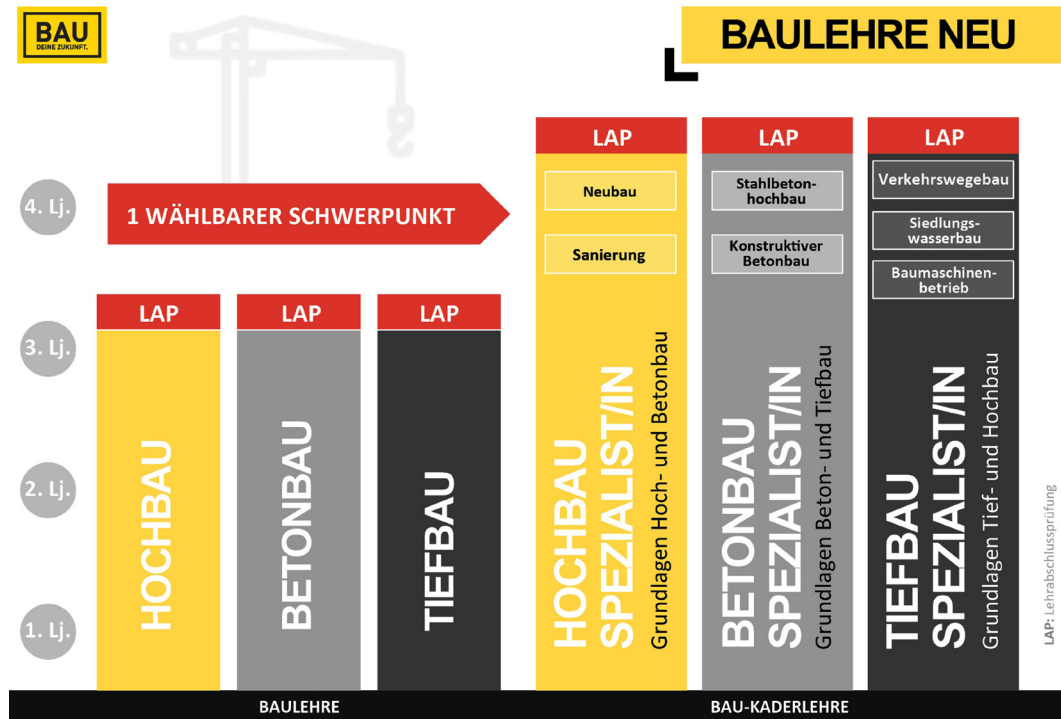 BAU
DEINE ZUKUNFT.
BAULEHRE NEU
4. Lj.
3. Lj.
2. Lj.
1. Lj.
1 WÄHLBARER SCHWERPUNKT
LAP
HOCHBAU
LAP
BETONBAU
LAP
TIEFBAU
LAP
Neubau
Sanierung
HOCHBAU
SPEZIALIST/IN
Grundlagen Hoch- und Betonbau
LAP
Stahlbeton-
hochbau
Konstruktiver
Betonbau
BETONBAU
SPEZIALIST/IN
Grundlagen Beton- und Tiefbau
LAP
Verkehrswegebau
Siedlungs-
wasserbau
Baumaschinen-
betrieb
TIEFBAU
SPEZIALIST/IN
Grundlagen Tief- und Hochbau
LAP: Lehrabschlussprüfung
BAULEHRE
BAU-KADERLEHRE